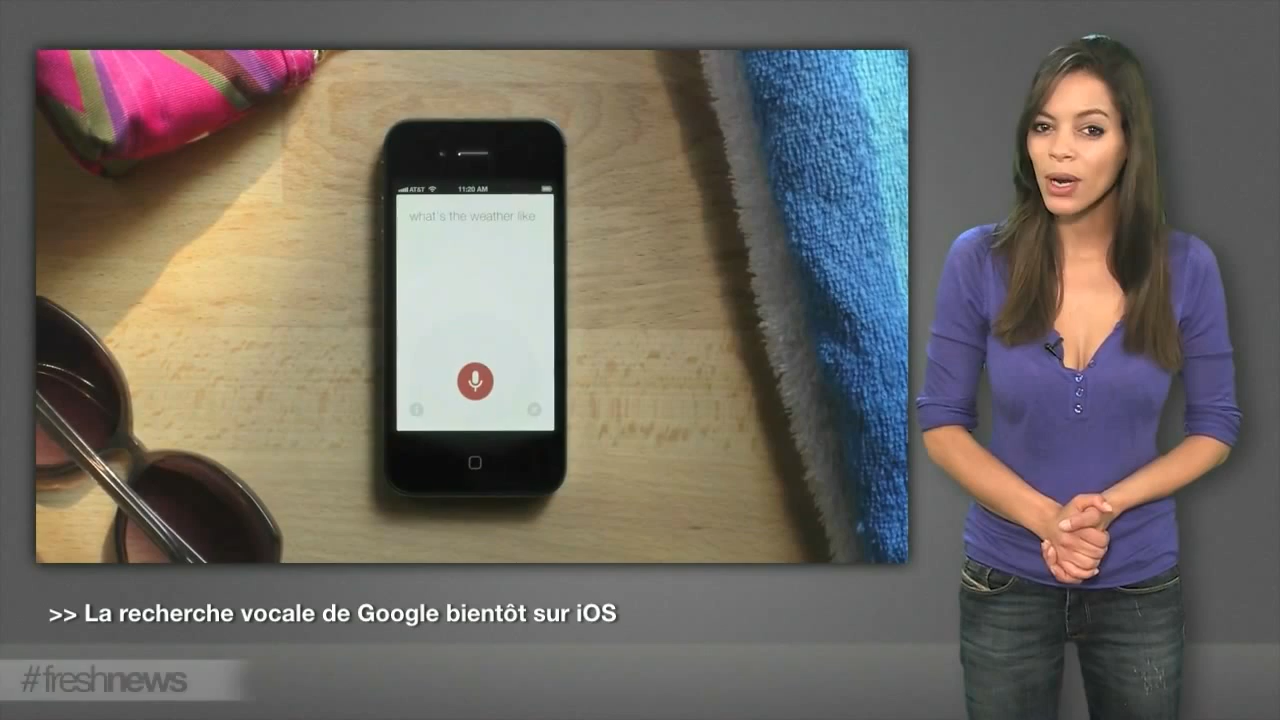 AT&T 11:20 AM
what's the weather like
>> La recherche vocale de Google bientôt sur iOS
#freshnews